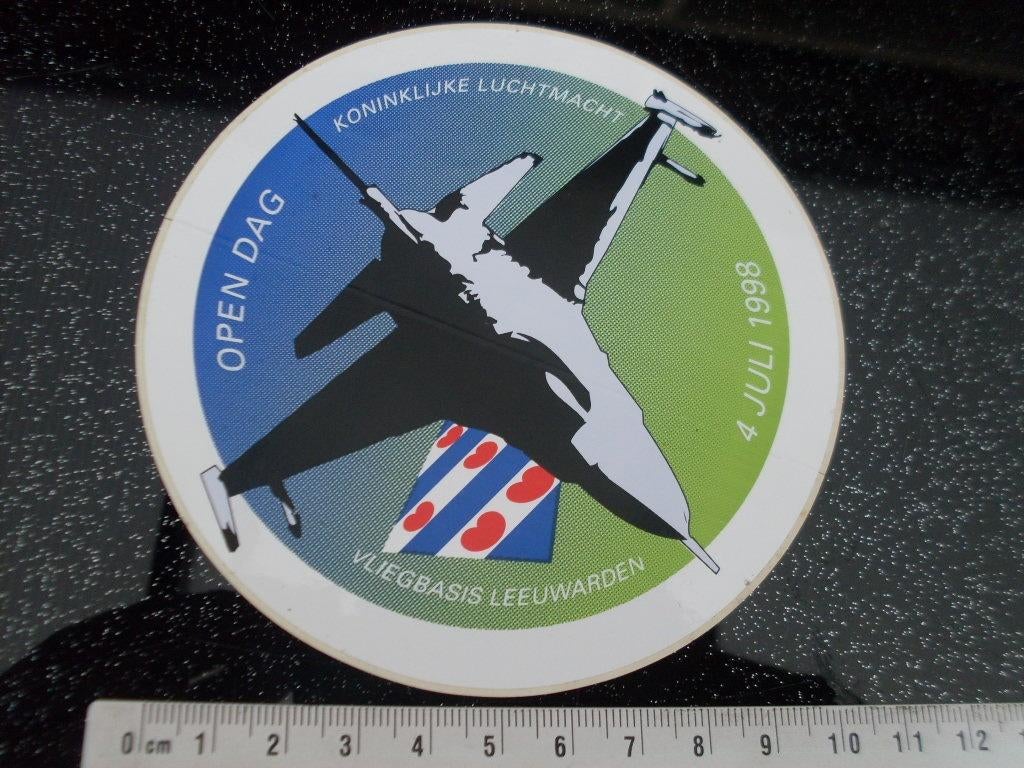 KONINKLIJKE LUCHTMACHT
OPEN DAG
4 JULI 1998
VLIEGBASIS LEEUWARDEN
0 cm 1 2 3 4 5 6 7 8 9 10 11 12